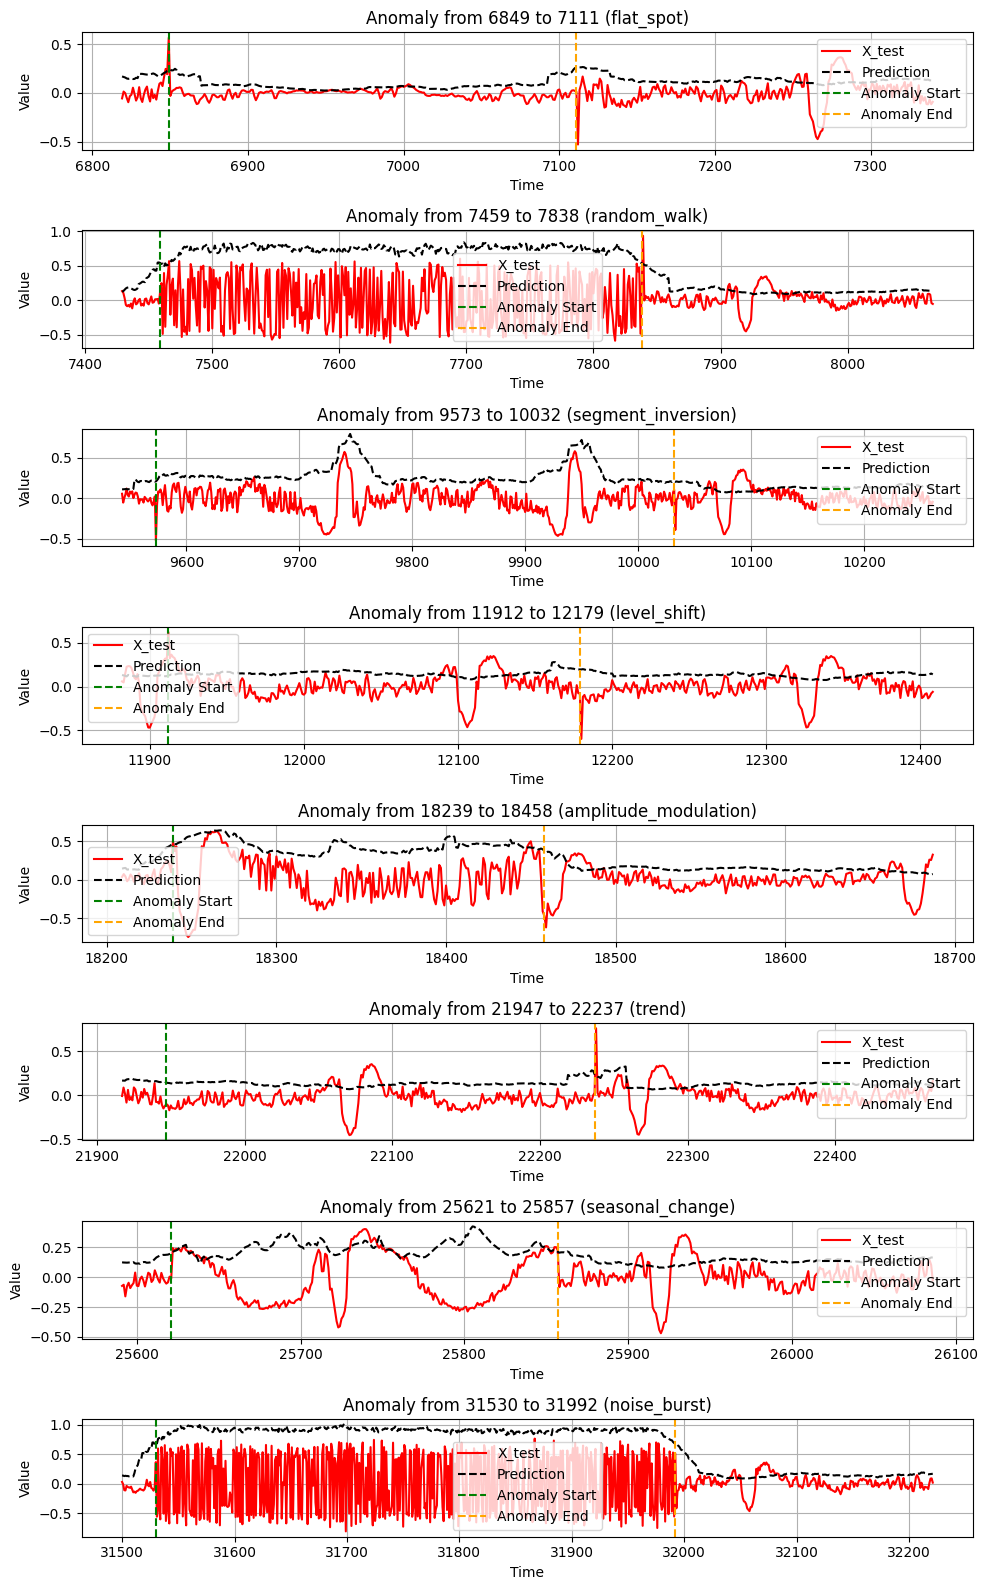 Anomaly from 6849 to 7111 (flat_spot)
0.5
0.0
−0.5
Value
X_test
Prediction
Anomaly Start
Anomaly End
6800 6900 7000 7100 7200 7300
Time
Anomaly from 7459 to 7838 (random_walk)
1.0
0.5
0.0
−0.5
Value
X_test
Prediction
Anomaly Start
Anomaly End
7400 7500 7600 7700 7800 7900 8000
Time
Anomaly from 9573 to 10032 (segment_inversion)
0.5
0.0
−0.5
Value
X_test
Prediction
Anomaly Start
Anomaly End
9600 9700 9800 9900 10000 10100 10200
Time
Anomaly from 11912 to 12179 (level_shift)
0.5
0.0
−0.5
Value
X_test
Prediction
Anomaly Start
Anomaly End
11900 12000 12100 12200 12300 12400
Time
Anomaly from 18239 to 18458 (amplitude_modulation)
0.5
0.0
−0.5
Value
X_test
Prediction
Anomaly Start
Anomaly End
18200 18300 18400 18500 18600 18700
Time
Anomaly from 21947 to 22237 (trend)
0.5
0.0
−0.5
Value
X_test
Prediction
Anomaly Start
Anomaly End
21900 22000 22100 22200 22300 22400
Time
Anomaly from 25621 to 25857 (seasonal_change)
0.25
0.00
−0.25
−0.50
Value
X_test
Prediction
Anomaly Start
Anomaly End
25600 25700 25800 25900 26000 26100
Time
Anomaly from 31530 to 31992 (noise_burst)
1.0
0.5
0.0
−0.5
Value
X_test
Prediction
Anomaly Start
Anomaly End
31500 31600 31700 31800 31900 32000 32100 32200
Time